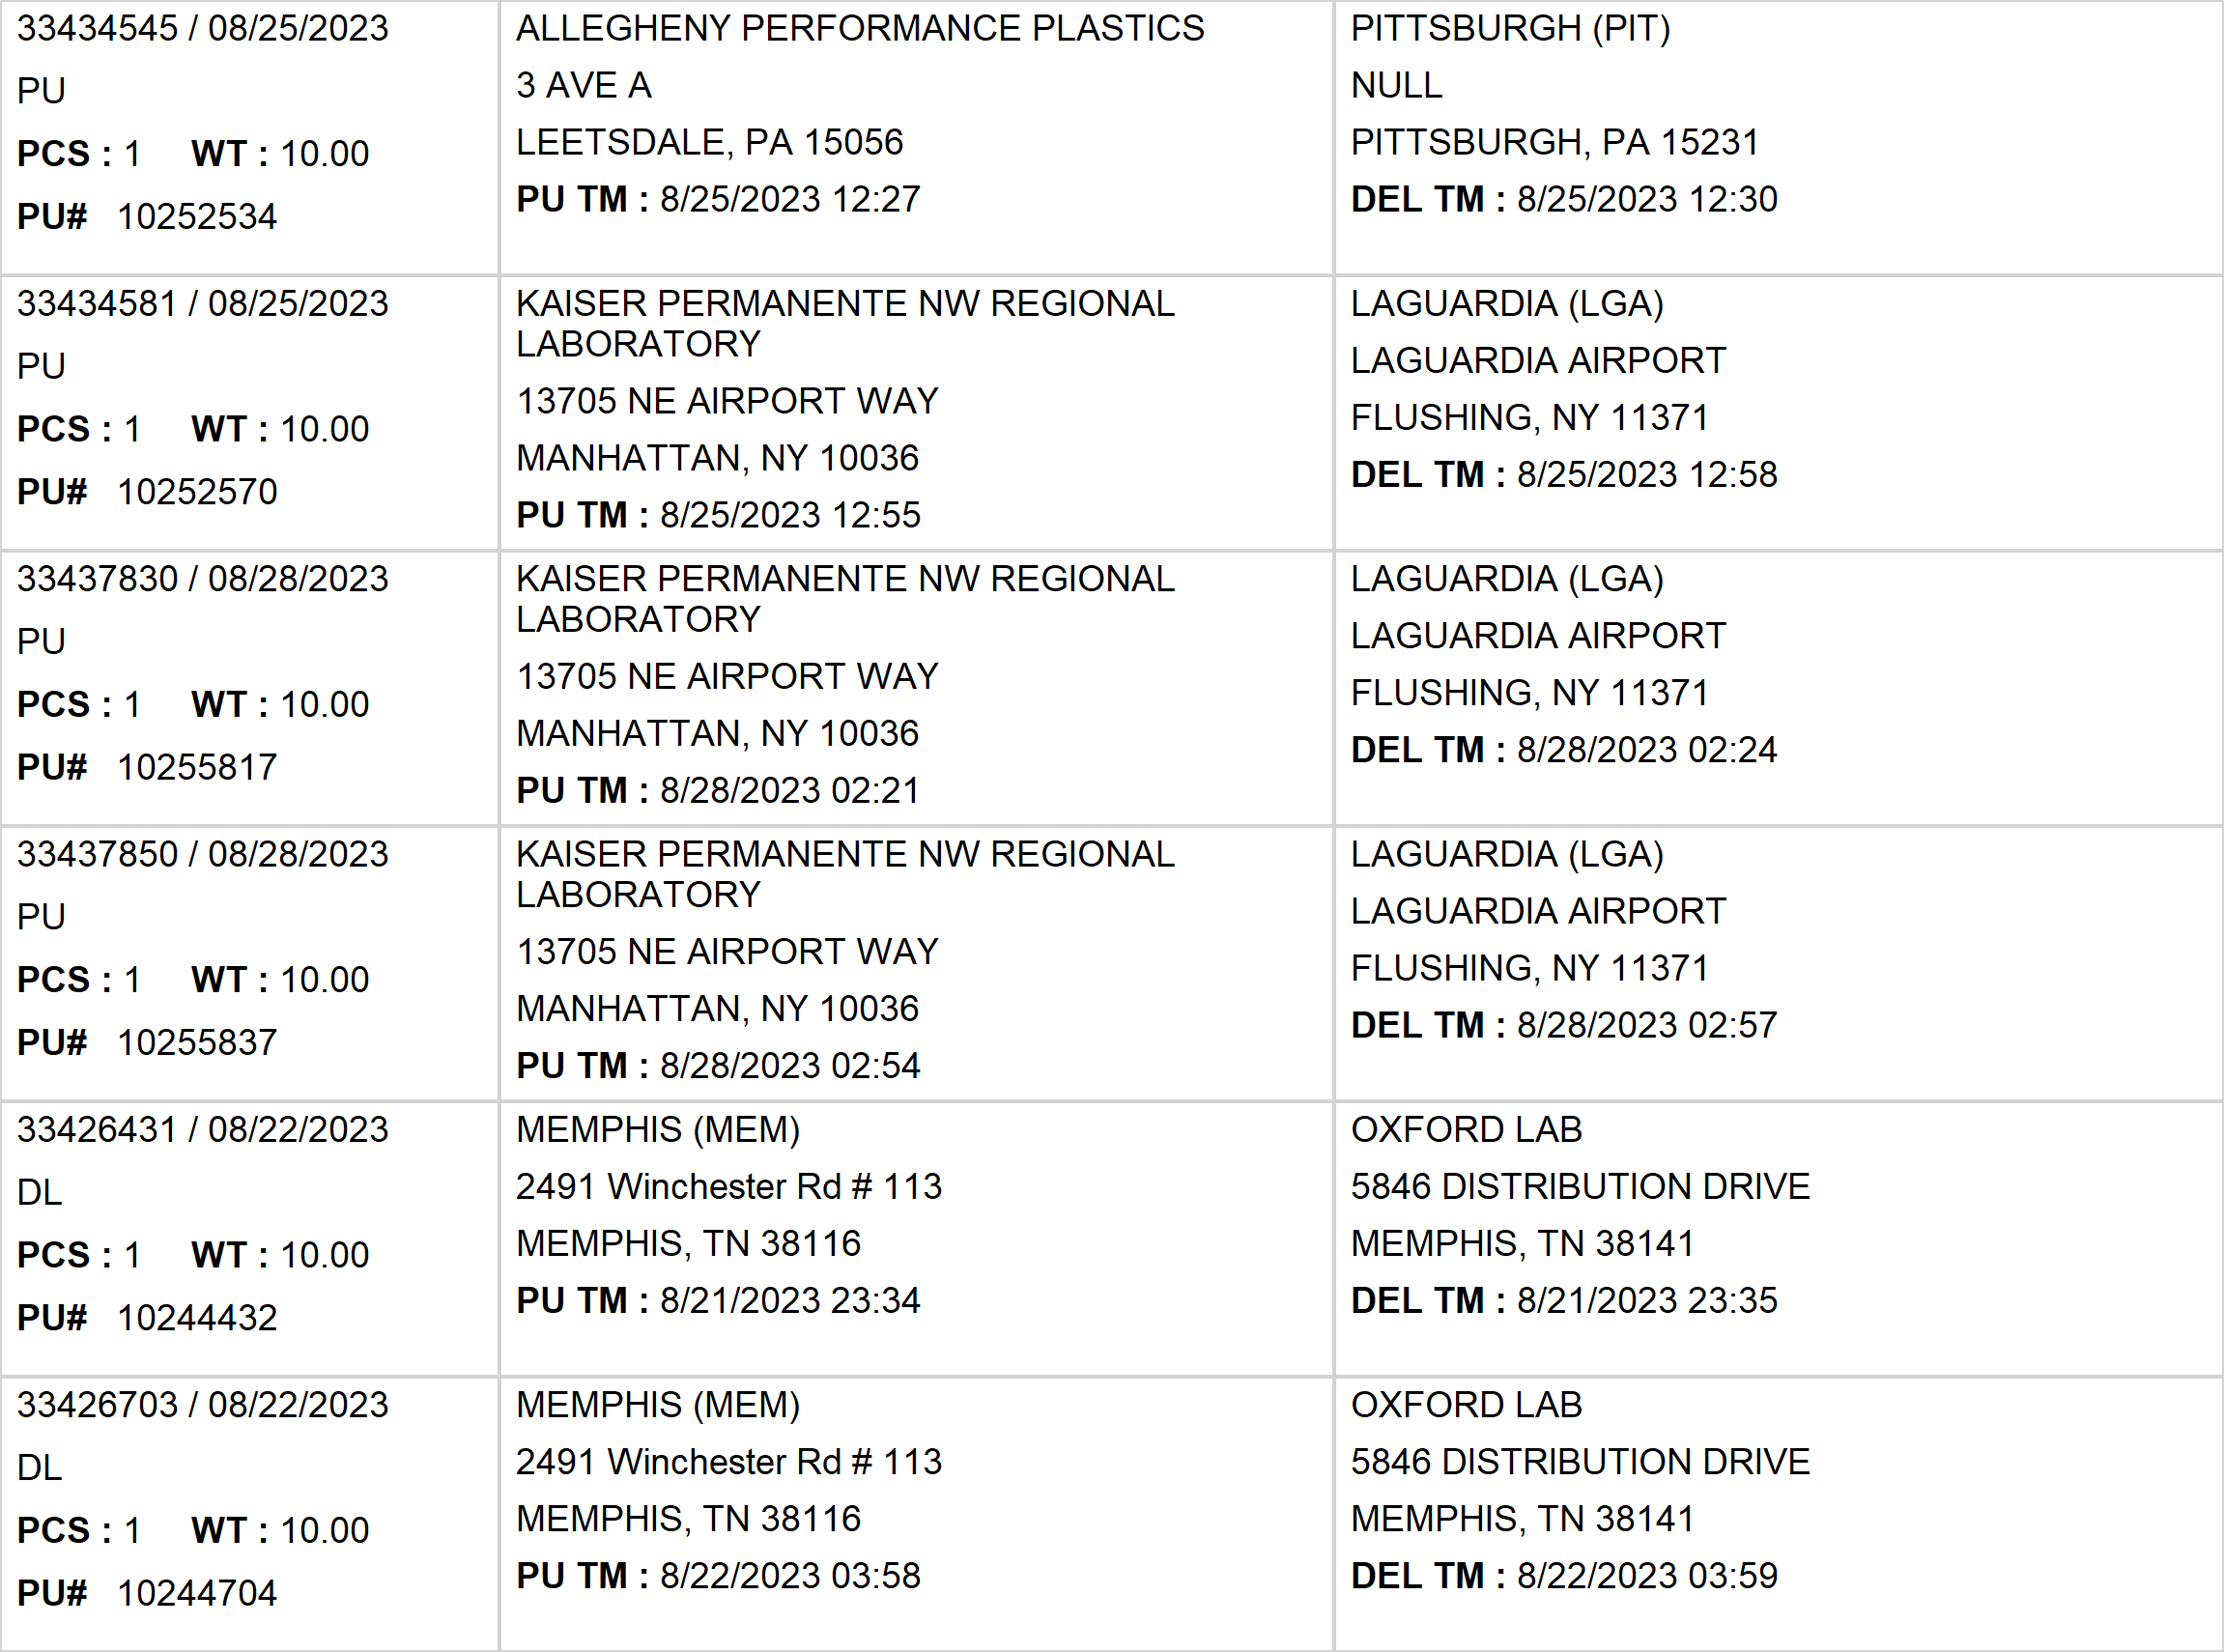 33434545 / 08/25/2023
PU
PCS : 1 WT : 10.00
PU# 10252534
ALLEGHENY PERFORMANCE PLASTICS
3 AVE A
LEETSDALE, PA 15056
PU TM : 8/25/2023 12:27
PITTSBURGH (PIT)
NULL
PITTSBURGH, PA 15231
DEL TM : 8/25/2023 12:30
33434581 / 08/25/2023
PU
PCS : 1 WT : 10.00
PU# 10252570
KAISER PERMANENTE NW REGIONAL
LABORATORY
13705 NE AIRPORT WAY
MANHATTAN, NY 10036
PU TM : 8/25/2023 12:55
LAGUARDIA (LGA)
LAGUARDIA AIRPORT
FLUSHING, NY 11371
DEL TM : 8/25/2023 12:58
33437830 / 08/28/2023
PU
PCS : 1 WT : 10.00
PU# 10255817
KAISER PERMANENTE NW REGIONAL
LABORATORY
13705 NE AIRPORT WAY
MANHATTAN, NY 10036
PU TM : 8/28/2023 02:21
LAGUARDIA (LGA)
LAGUARDIA AIRPORT
FLUSHING, NY 11371
DEL TM : 8/28/2023 02:24
33437850 / 08/28/2023
PU
PCS : 1 WT : 10.00
PU# 10255837
KAISER PERMANENTE NW REGIONAL
LABORATORY
13705 NE AIRPORT WAY
MANHATTAN, NY 10036
PU TM : 8/28/2023 02:54
LAGUARDIA (LGA)
LAGUARDIA AIRPORT
FLUSHING, NY 11371
DEL TM : 8/28/2023 02:57
33426431 / 08/22/2023
DL
PCS : 1 WT : 10.00
PU# 10244432
MEMPHIS (MEM)
2491 Winchester Rd # 113
MEMPHIS, TN 38116
PU TM : 8/21/2023 23:34
OXFORD LAB
5846 DISTRIBUTION DRIVE
MEMPHIS, TN 38141
DEL TM : 8/21/2023 23:35
33426703 / 08/22/2023
DL
PCS : 1 WT : 10.00
PU# 10244704
MEMPHIS (MEM)
2491 Winchester Rd # 113
MEMPHIS, TN 38116
PU TM : 8/22/2023 03:58
OXFORD LAB
5846 DISTRIBUTION DRIVE
MEMPHIS, TN 38141
DEL TM : 8/22/2023 03:59